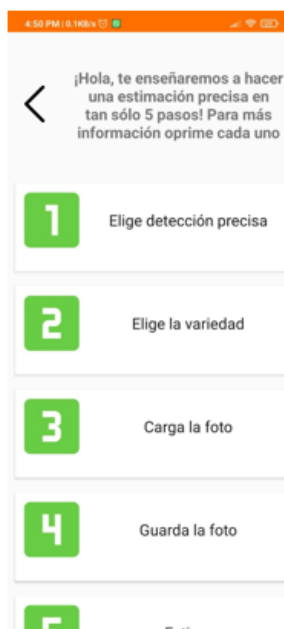 4:50 PM | 0.1KB/s
¡Hola, te enseñaremos a hacer
una estimación precisa en
tan sólo 5 pasos! Para más
información oprime cada uno
1
Elige detección precisa
2
Elige la variedad
3
Carga la foto
4
Guarda la foto
5